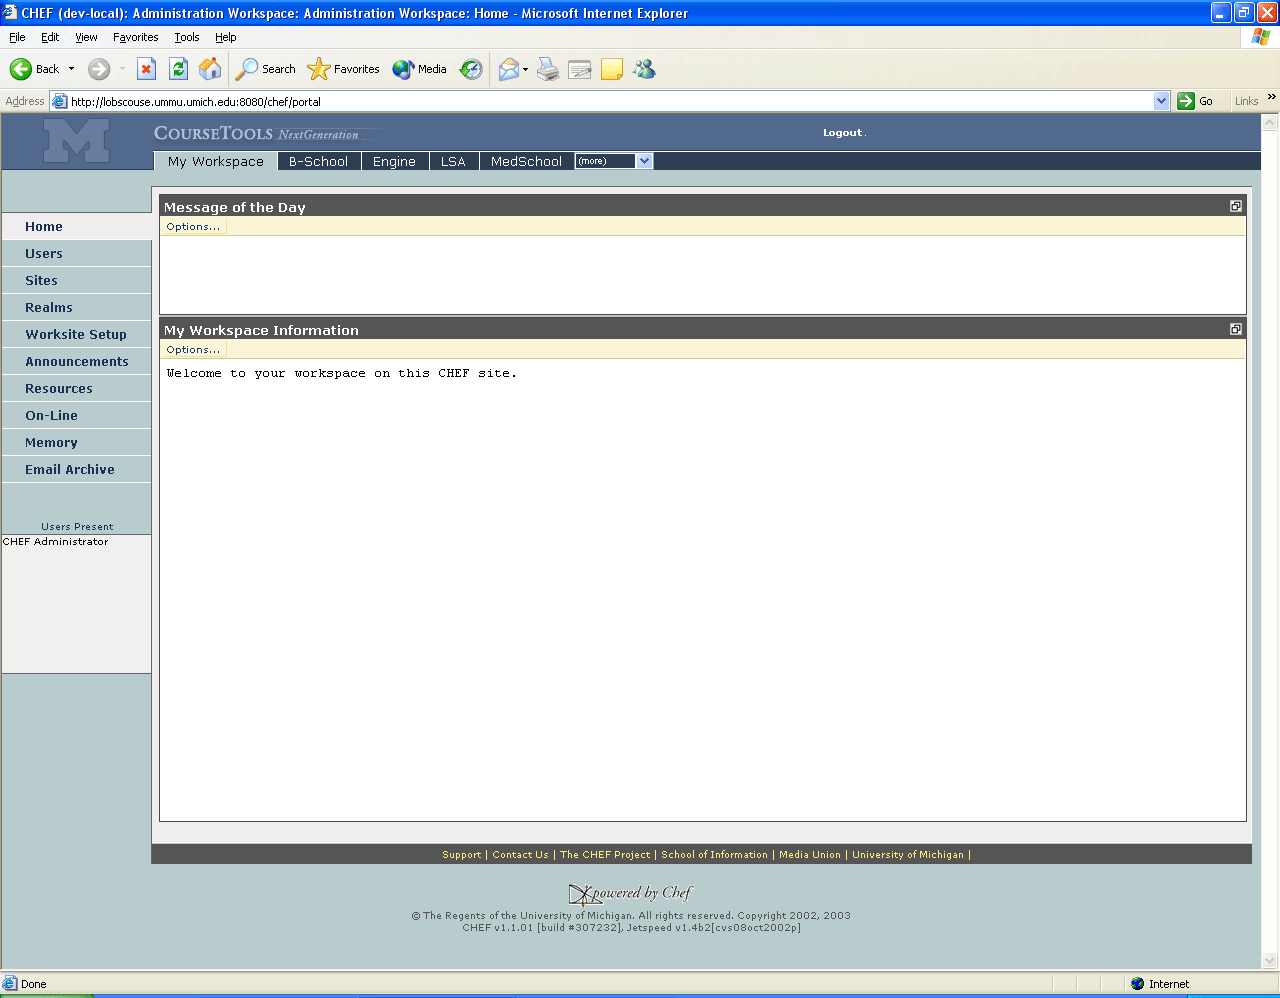 CHEF (dev-local): Administration Workspace: Administration Workspace: Home - Microsoft Internet Explorer
File Edit View Favorites Tools Help
Back Search Favorites Media
Address http://lobscouse.ummu.umich.edu:8080/chef/portal Go Links »
M
COURSETOOLS NextGeneration
Logout.
My Workspace B-School Engine LSA MedSchool (more)
Message of the Day
Options...
My Workspace Information
Options...
Welcome to your workspace on this CHEF site.
Home
Users
Sites
Realms
Worksite Setup
Announcements
Resources
On-Line
Memory
Email Archive
Users Present
CHEF Administrator
Support | Contact Us | The CHEF Project | School of Information | Media Union | University of Michigan |
powered by Chef
© The Regents of the University of Michigan. All rights reserved. Copyright 2002, 2003
CHEF v1.1.01 [build #307232], Jetspeed v1.4b2[cvs08oct2002p]
Done Internet